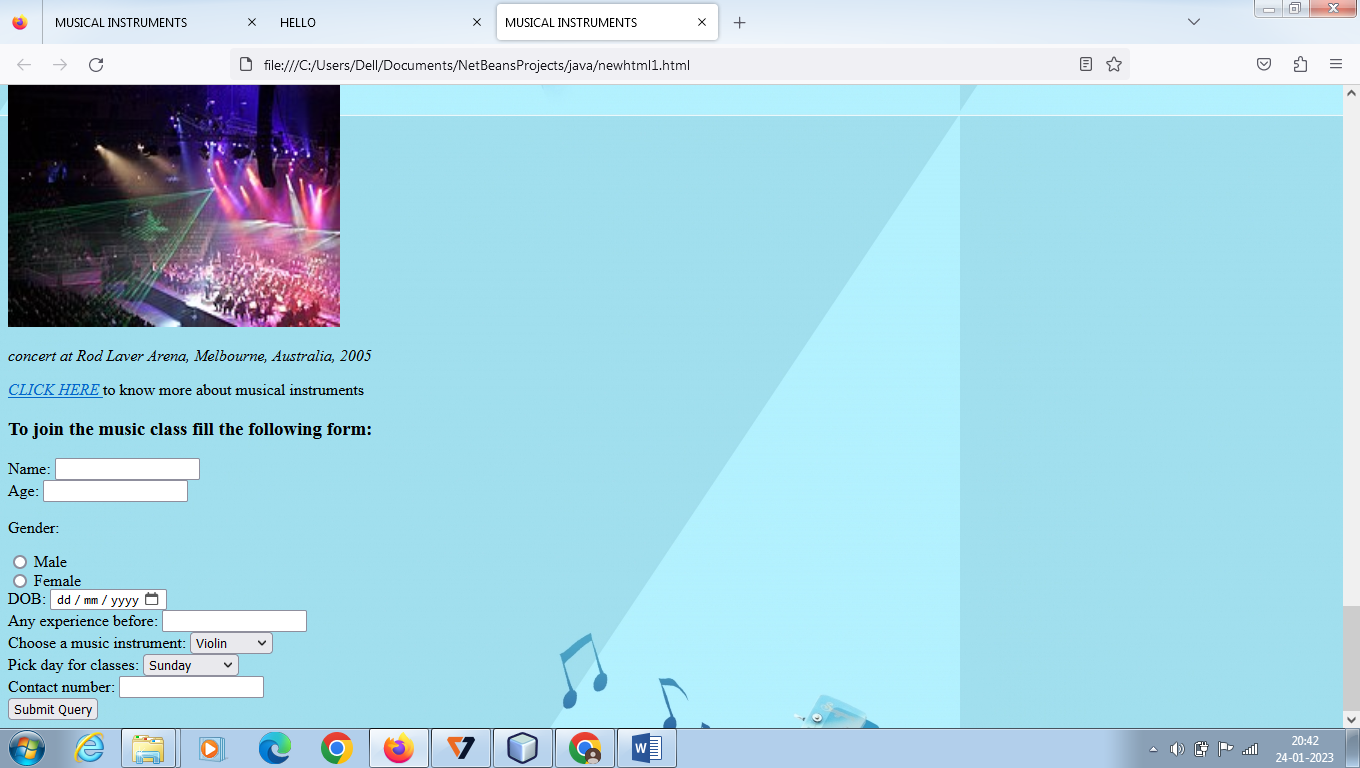 MUSICAL INSTRUMENTS
HELLO
MUSICAL INSTRUMENTS
file:///C:/Users/Dell/Documents/NetBeansProjects/java/newhtml1.html
concert at Rod Laver Arena, Melbourne, Australia, 2005
CLICK HERE to know more about musical instruments
To join the music class fill the following form:
Name:
Age:
Gender:
Male
Female
DOB: dd / mm / yyyy
Any experience before:
Choose a music instrument: Violin
Pick day for classes: Sunday
Contact number:
Submit Query
20:42
24-01-2023